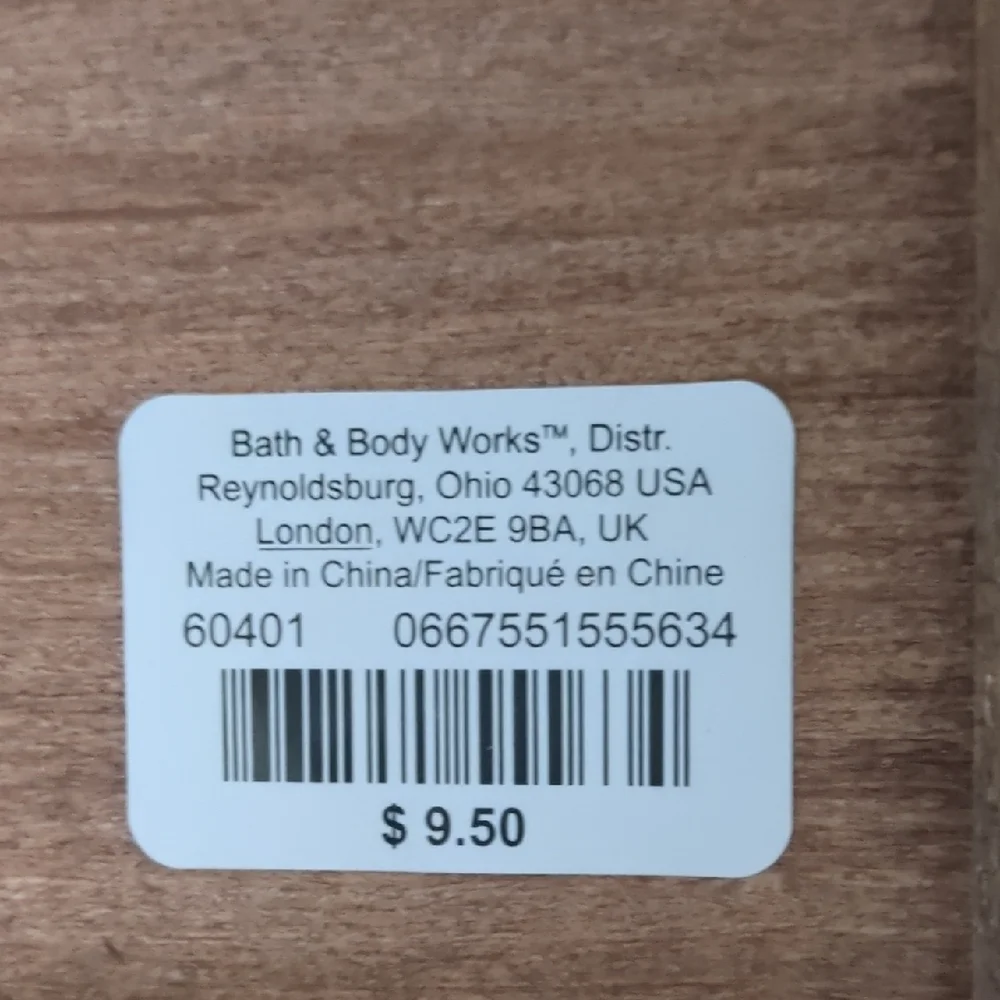 Bath & Body Works™, Distr.
Reynoldsburg, Ohio 43068 USA
London, WC2E 9BA, UK
Made in China/Fabriqué en Chine
60401 0667551555634
$ 9.50